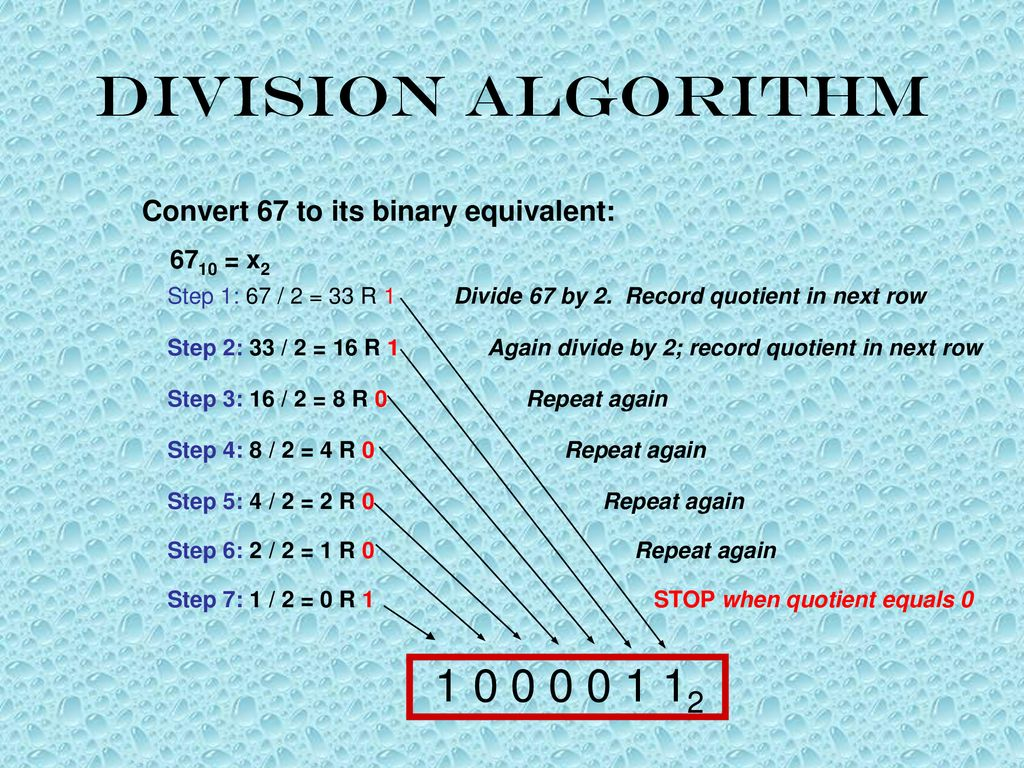 DIVISION ALGORITHM
Convert 67 to its binary equivalent:
67₁₀ = x₂
Step 1: 67 / 2 = 33 R 1 Divide 67 by 2. Record quotient in next row
Step 2: 33 / 2 = 16 R 1 Again divide by 2; record quotient in next row
Step 3: 16 / 2 = 8 R 0 Repeat again
Step 4: 8 / 2 = 4 R 0 Repeat again
Step 5: 4 / 2 = 2 R 0 Repeat again
Step 6: 2 / 2 = 1 R 0 Repeat again
Step 7: 1 / 2 = 0 R 1 STOP when quotient equals 0
1 0 0 0 0 1 1₂